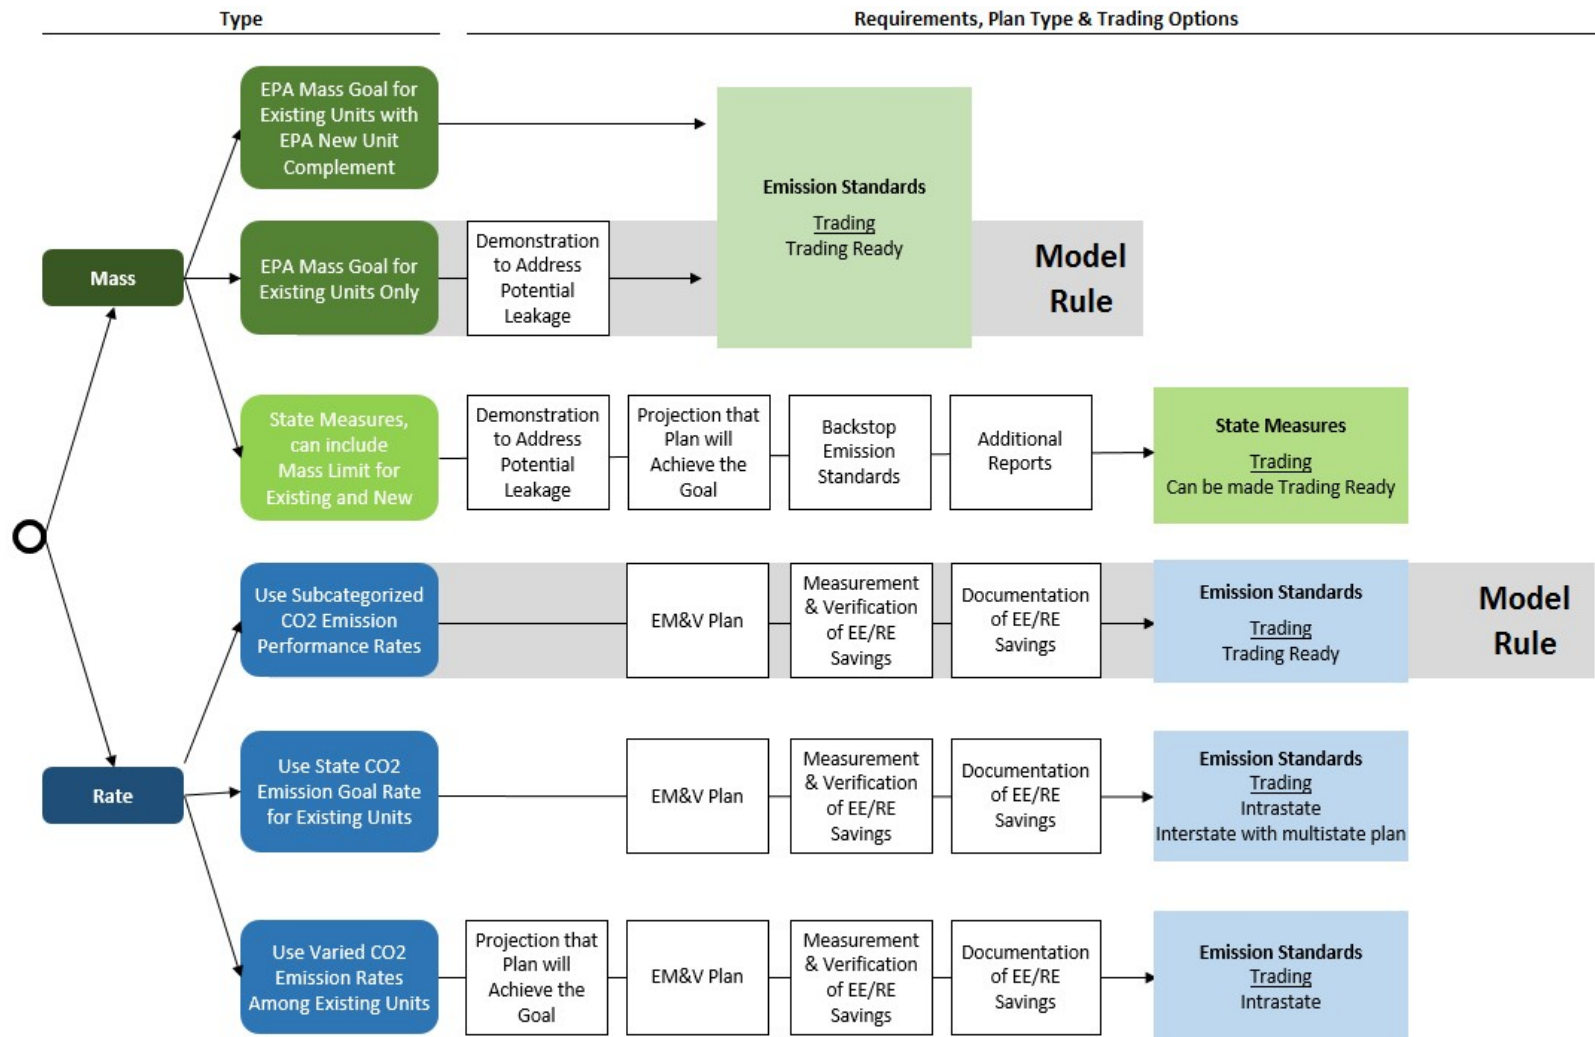 Type
Requirements, Plan Type & Trading Options
EPA Mass Goal for
Existing Units with
EPA New Unit
Complement
Emission Standards
Trading
Trading Ready
Mass
EPA Mass Goal for
Existing Units Only
Demonstration
to Address
Potential
Leakage
Model
Rule
State Measures,
can include
Mass Limit for
Existing and New
Demonstration
to Address
Potential
Leakage
Projection that
Plan will
Achieve the
Goal
Backstop
Emission
Standards
Additional
Reports
State Measures
Trading
Can be made Trading Ready
Use Subcategorized
CO2 Emission
Performance Rates
EM&V Plan
Measurement
& Verification
of EE/RE
Savings
Documentation
of EE/RE
Savings
Emission Standards
Trading
Trading Ready
Model
Rule
Rate
Use State CO2
Emission Goal Rate
for Existing Units
EM&V Plan
Measurement
& Verification
of EE/RE
Savings
Documentation
of EE/RE
Savings
Emission Standards
Trading
Intrastate
Interstate with multistate plan
Use Varied CO2
Emission Rates
Among Existing Units
Projection that
Plan will
Achieve the
Goal
EM&V Plan
Measurement
& Verification
of EE/RE
Savings
Documentation
of EE/RE
Savings
Emission Standards
Trading
Intrastate